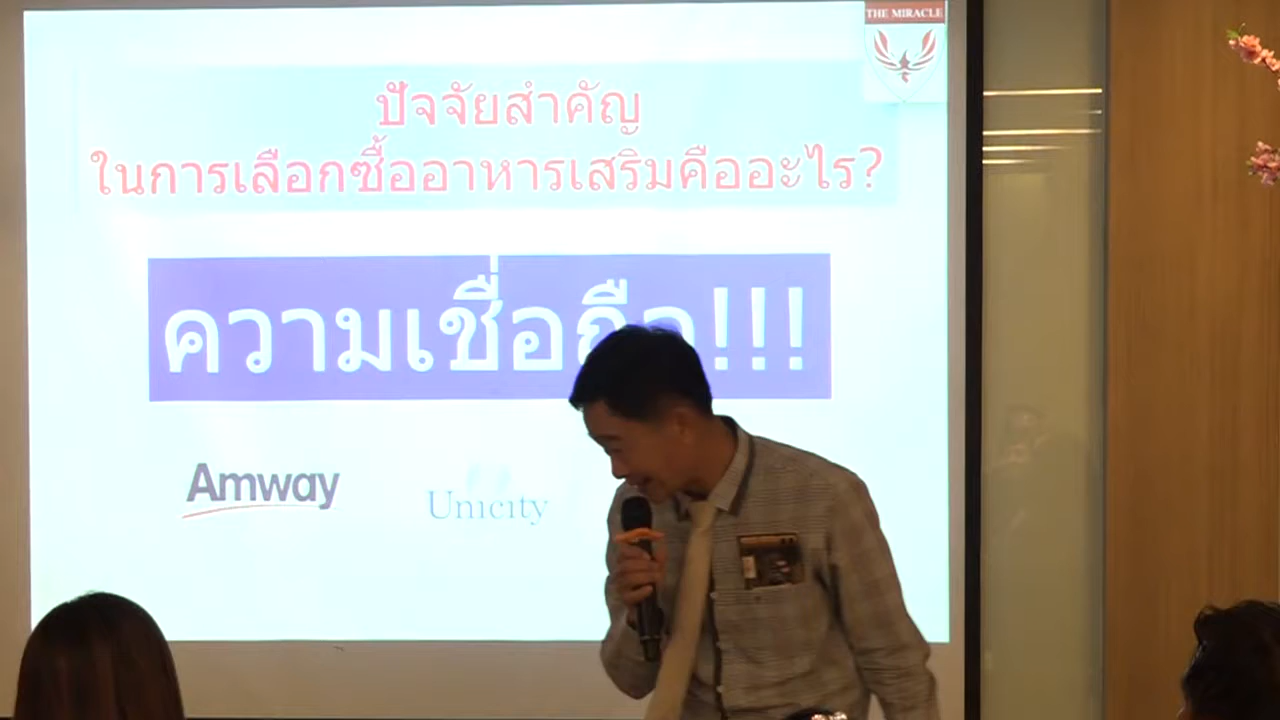 THE MIRACLE
ปัจจัยสำคัญ
ในการเลือกซื้ออาหารเสริมคืออะไร?
ความเชื่อถือ!!!
Amway
Unicity